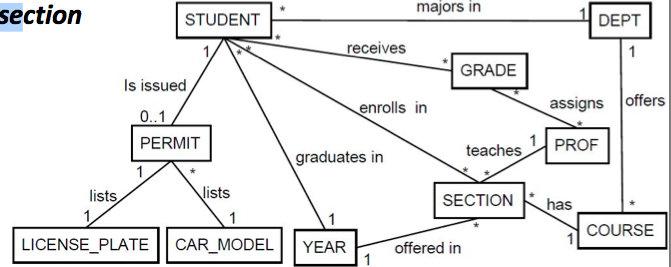 section
STUDENT * majors in 1 DEPT
1 * * * receives * GRADE 1
Is issued enrolls in * assigns offers
0..1 * 
PERMIT graduates in teaches 1 PROF
1 * * *
lists lists SECTION * has *
1 1 1 * 1 COURSE
LICENSE_PLATE CAR_MODEL YEAR 1 offered in